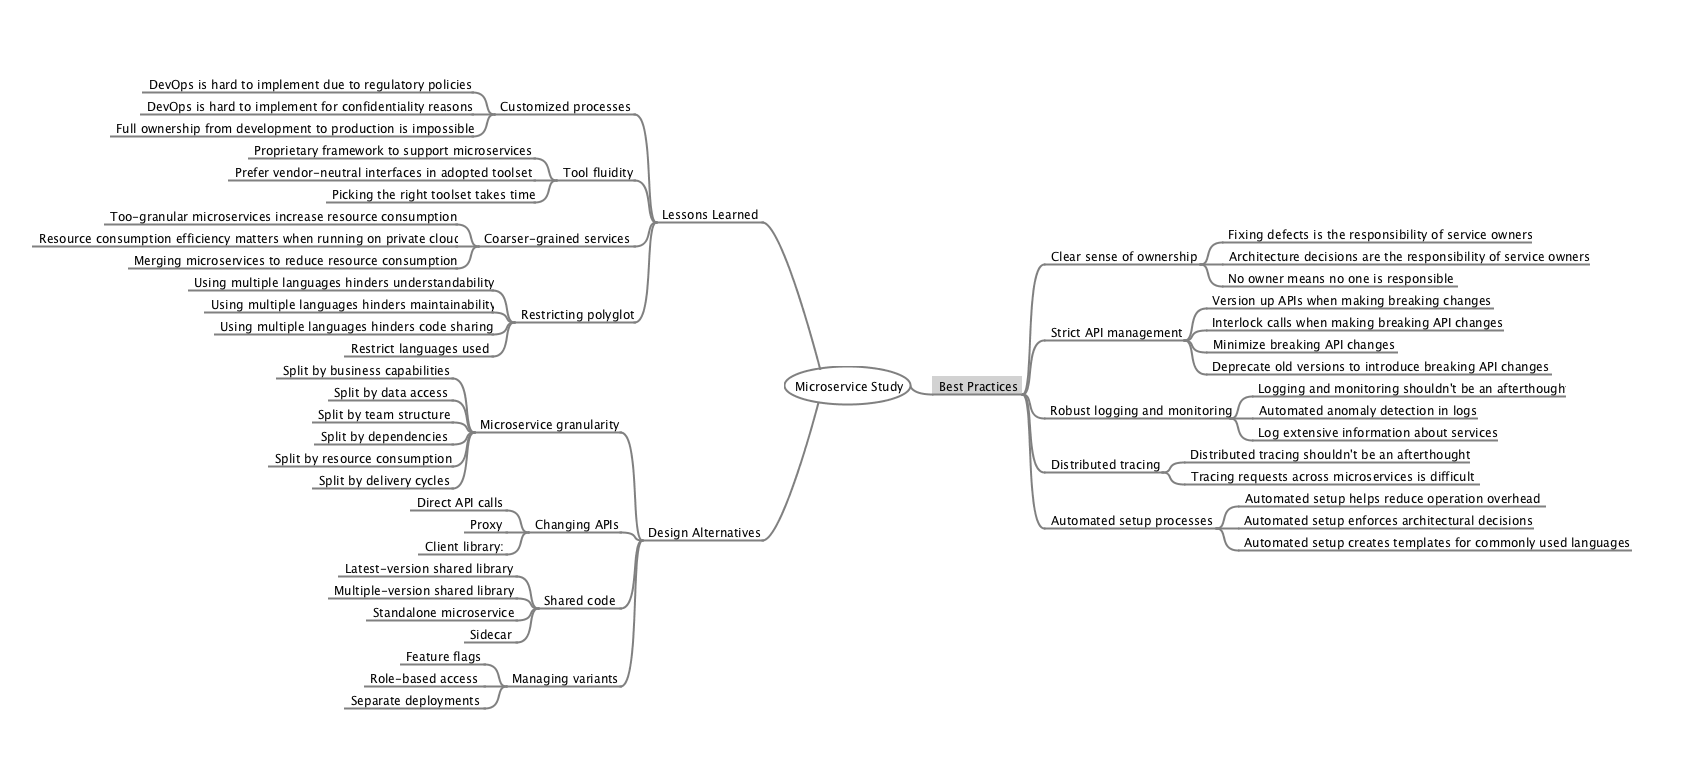 DevOps is hard to implement due to regulatory policies
DevOps is hard to implement for confidentiality reasons
Customized processes
Full ownership from development to production is impossible
Proprietary framework to support microservices
Prefer vendor-neutral interfaces in adopted toolset
Tool fluidity
Picking the right toolset takes time
Lessons Learned
Too-granular microservices increase resource consumption
Resource consumption efficiency matters when running on private cloud
Coarser-grained services
Merging microservices to reduce resource consumption
Using multiple languages hinders understandability
Using multiple languages hinders maintainability
Restricting polyglot
Using multiple languages hinders code sharing
Restrict languages used
Split by business capabilities
Split by data access
Split by team structure
Microservice granularity
Split by dependencies
Split by resource consumption
Split by delivery cycles
Direct API calls
Proxy
Changing APIs
Client library:
Design Alternatives
Latest-version shared library
Multiple-version shared library
Shared code
Standalone microservice
Sidecar
Feature flags
Role-based access
Managing variants
Separate deployments
Microservice Study
Best Practices
Clear sense of ownership
Fixing defects is the responsibility of service owners
Architecture decisions are the responsibility of service owners
No owner means no one is responsible
Strict API management
Version up APIs when making breaking changes
Interlock calls when making breaking API changes
Minimize breaking API changes
Deprecate old versions to introduce breaking API changes
Robust logging and monitoring
Logging and monitoring shouldn't be an afterthough
Automated anomaly detection in logs
Log extensive information about services
Distributed tracing
Distributed tracing shouldn't be an afterthought
Tracing requests across microservices is difficult
Automated setup processes
Automated setup helps reduce operation overhead
Automated setup enforces architectural decisions
Automated setup creates templates for commonly used languages